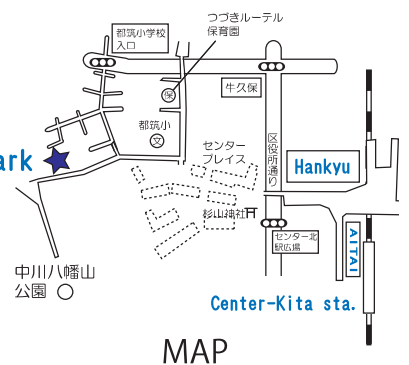 つづきルーテル
保育園
都筑小学校
入口
牛久保
保
都筑小
文
センター
プレイス
区役所通り
ark
Hankyu
杉山神社
センター北
駅広場
AITAI
中川八幡山
公園
Center-Kita sta.
MAP